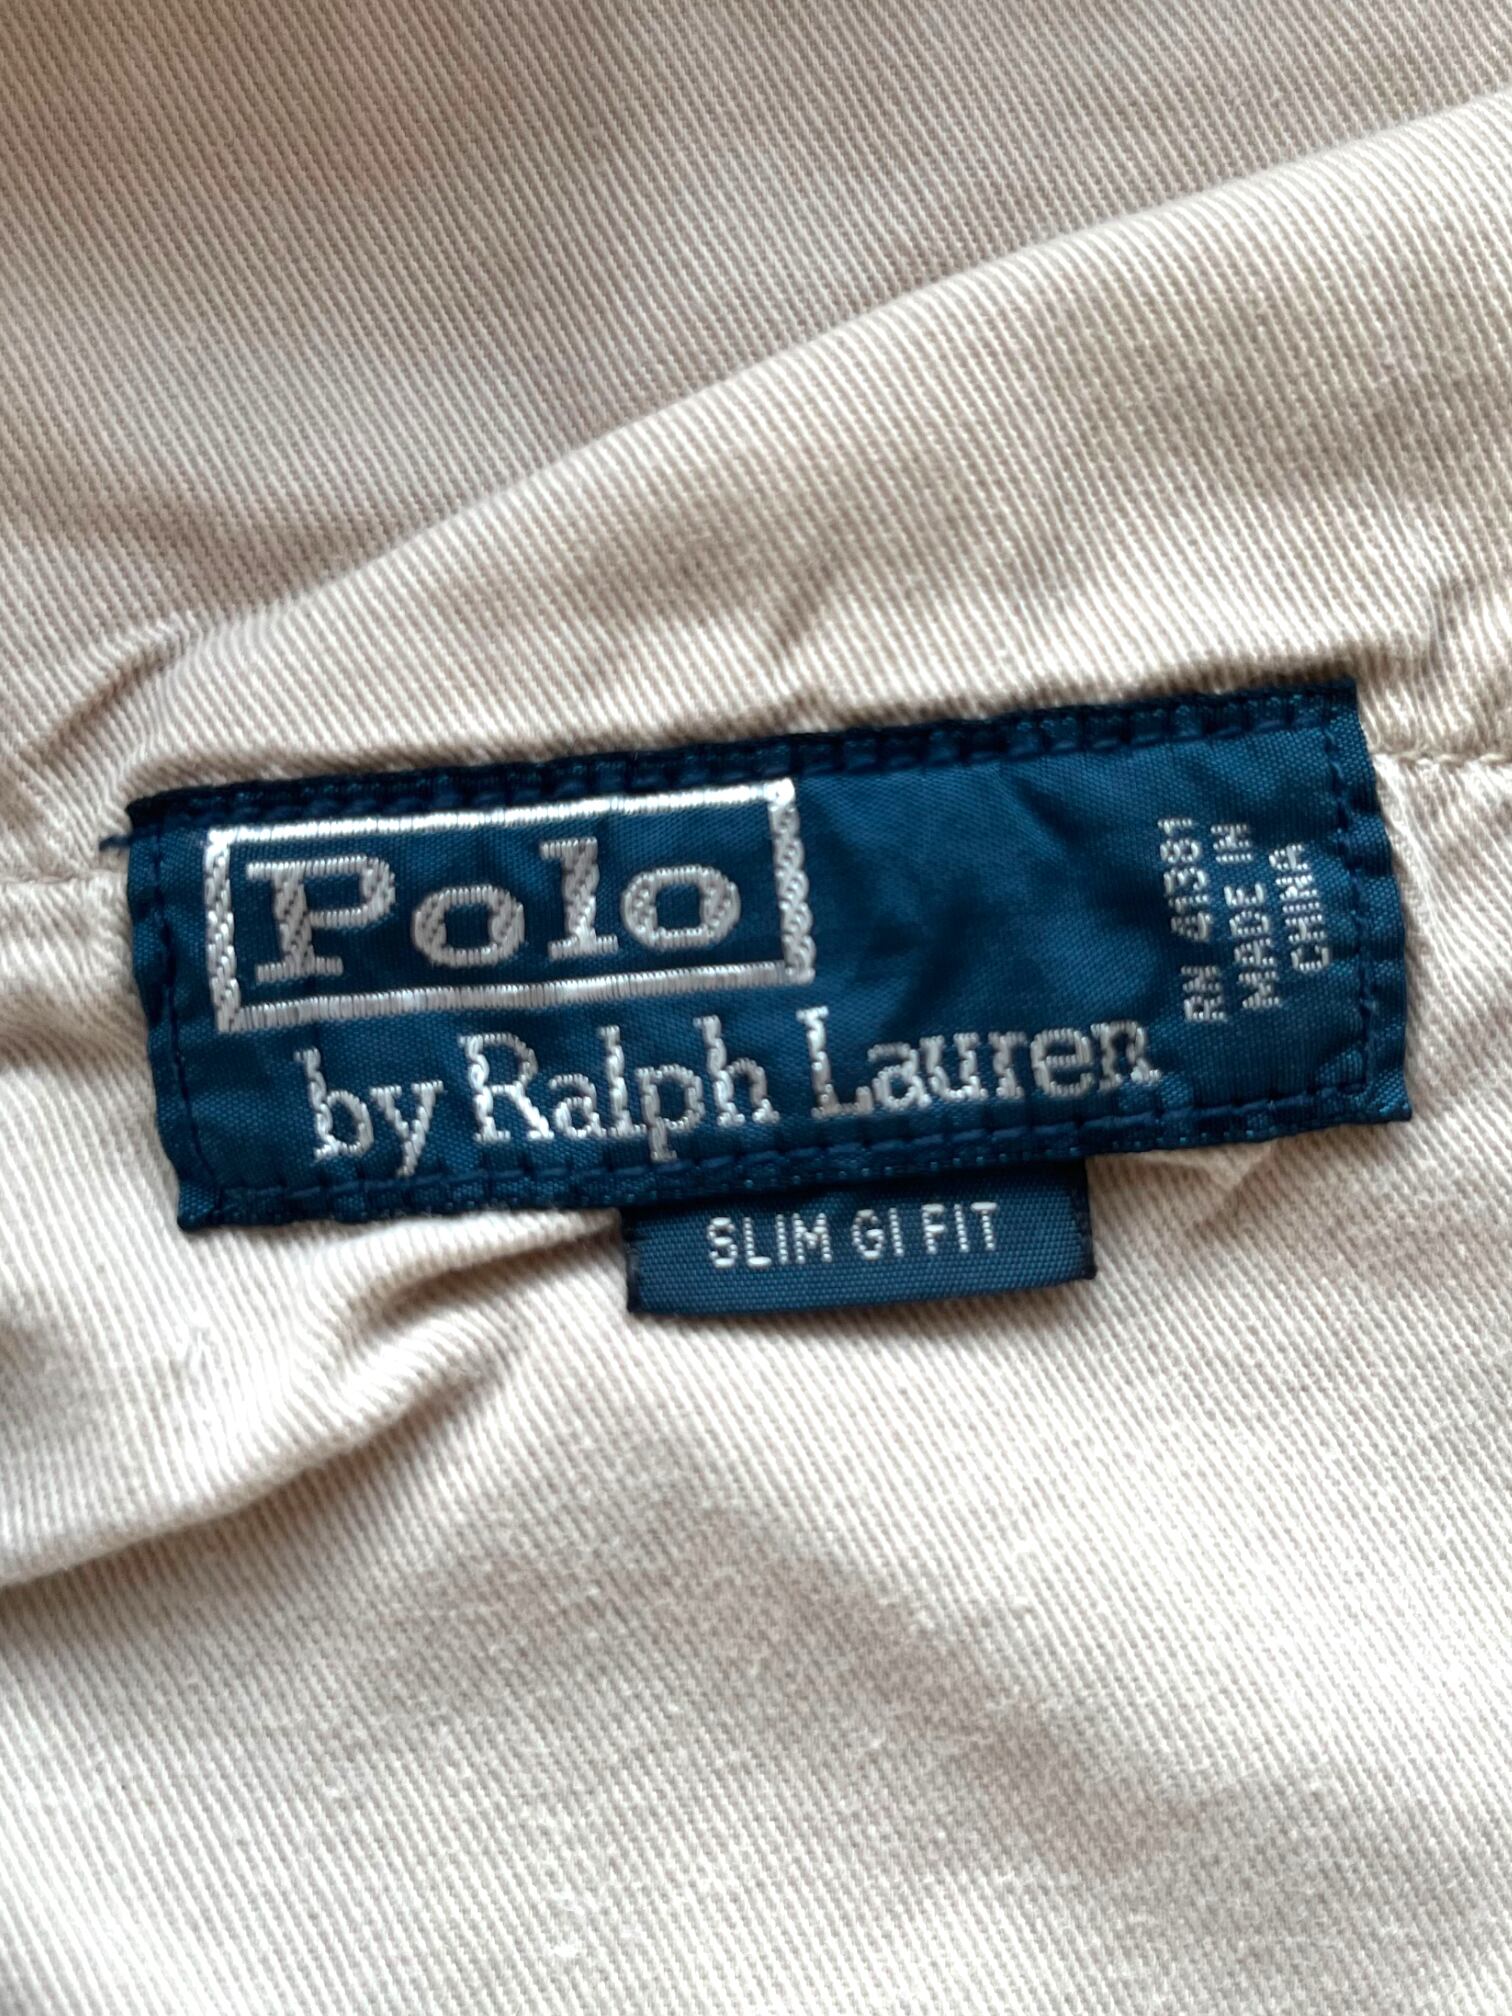 Polo
by Ralph Lauren
RN 41381
MADE IN
CHINA
SLIM GI FIT